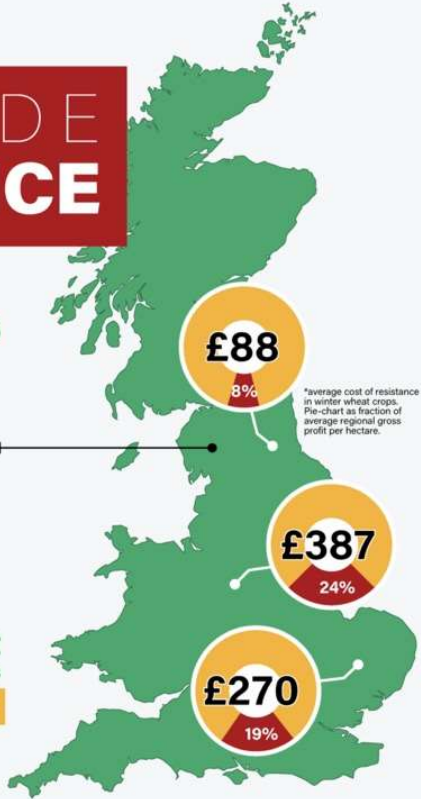 DE
CE
£88
8%
*average cost of resistance
in winter wheat crops.
Pie-chart as fraction of
average regional gross
profit per hectare.
£387
24%
£270
19%